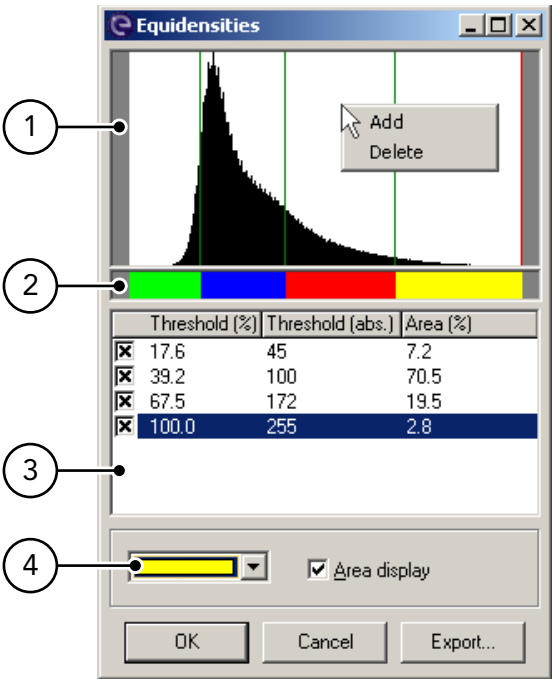 Equidensities
1
Add
Delete
2
Threshold (%) Threshold (abs.) Area (%)
17.6 45 7.2
39.2 100 70.5
67.5 172 19.5
100.0 255 2.8
3
4
Area display
OK Cancel Export...